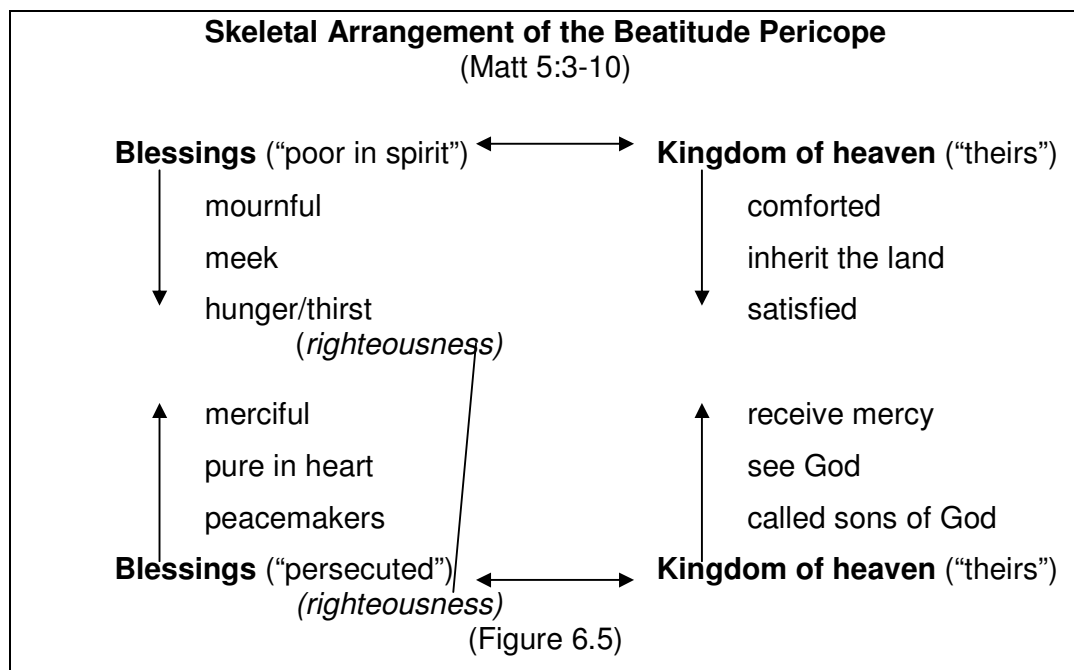 Skeletal Arrangement of the Beatitude Pericope
(Matt 5:3-10)
Blessings (“poor in spirit”) Kingdom of heaven (“theirs”)
mournful comforted
meek inherit the land
hunger/thirst satisfied
(righteousness)
merciful receive mercy
pure in heart see God
peacemakers called sons of God
Blessings (“persecuted”) Kingdom of heaven (“theirs”)
(righteousness)
(Figure 6.5)